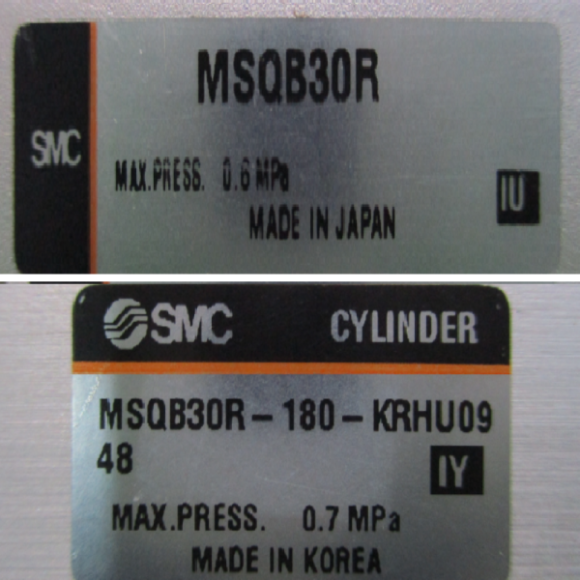 MSQB30R
SMC
MAX.PRESS. 0.6 MPa
IU
MADE IN JAPAN
SMC CYLINDER
MSQB30R-180-KRHU09
48
IY
MAX.PRESS. 0.7 MPa
MADE IN KOREA